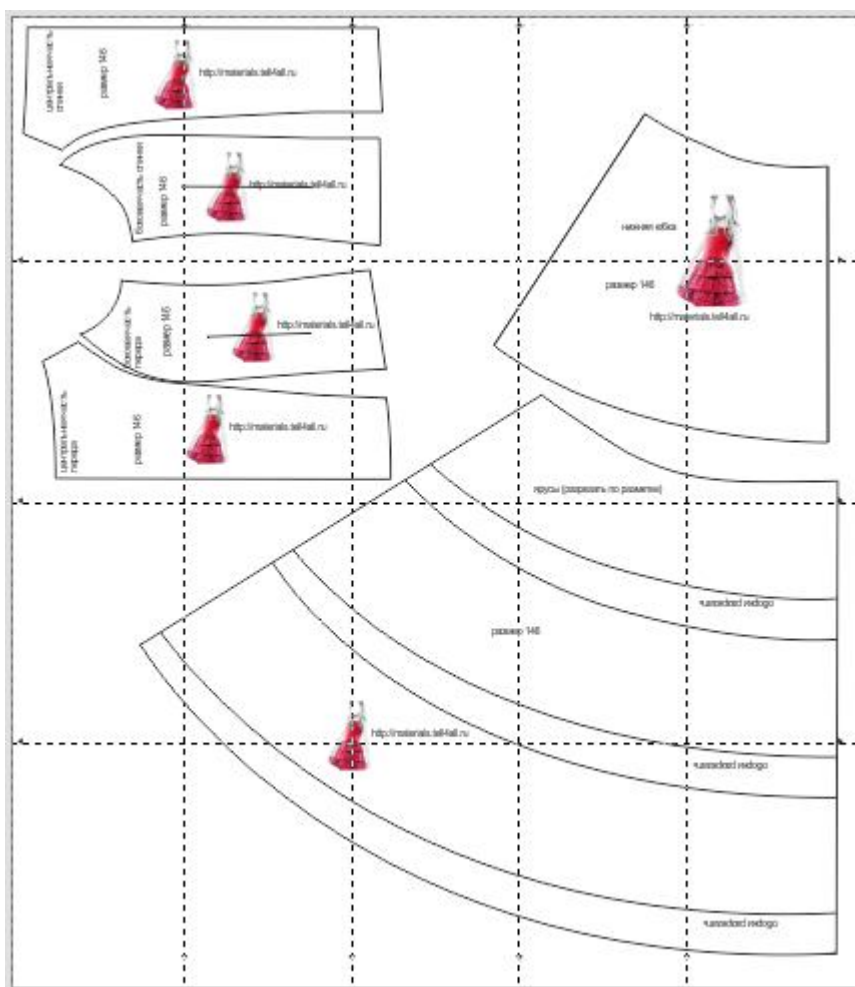 центральная часть
спинки
размер 146
http://materials.tell4all.ru
боковая часть спинки
размер 146
http://materials.tell4all.ru
нижняя юбка
размер 146
http://materials.tell4all.ru
боковая часть
переда
размер 146
http://materials.tell4all.ru
центральная часть
переда
размер 146
http://materials.tell4all.ru
ярусы (разрезать по разметке)
оборки разрезать
размер 146
http://materials.tell4all.ru